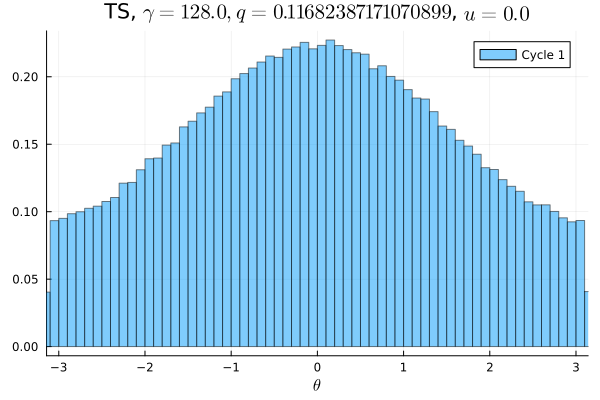 TS, γ = 128.0, q = 0.11682387171070899, u = 0.0
Cycle 1
0.20
0.15
0.10
0.05
0.00
−3 −2 −1 0 1 2 3
θ